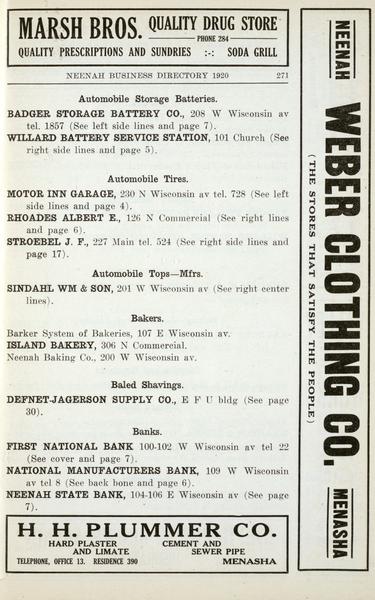 MARSH BROS. QUALITY DRUG STORE
PHONE 284
QUALITY PRESCRIPTIONS AND SUNDRIES :-: SODA GRILL
NEENAH BUSINESS DIRECTORY 1920 271
Automobile Storage Batteries.
BADGER STORAGE BATTERY CO., 208 W Wisconsin av
tel. 1857 (See left side lines and page 7).
WILLARD BATTERY SERVICE STATION, 101 Church (See
right side lines and page 5).
Automobile Tires.
MOTOR INN GARAGE, 230 N Wisconsin av tel. 728 (See left
side lines and page 4).
RHOADES ALBERT E., 126 N Commercial (See right lines
and page 6).
STROEBEL J. F., 227 Main tel. 524 (See right side lines and
page 17).
Automobile Tops—Mfrs.
SINDAHL WM & SON, 201 W Wisconsin av (See right center
lines).
Bakers.
Barker System of Bakeries, 107 E Wisconsin av.
ISLAND BAKERY, 306 N Commercial.
Neenah Baking Co., 200 W Wisconsin av.
Baled Shavings.
DEFNET-JAGERSON SUPPLY CO., E F U bldg (See page
30).
Banks.
FIRST NATIONAL BANK 100-102 W Wisconsin av tel 22
(See cover and page 7).
NATIONAL MANUFACTURERS BANK, 109 W Wisconsin
av tel 8 (See back bone and page 6).
NEENAH STATE BANK, 104-106 E Wisconsin av (See page
7).
H. H. PLUMMER CO.
HARD PLASTER CEMENT AND
AND LIMATE SEWER PIPE
TELEPHONE, OFFICE 13. RESIDENCE 390 MENASHA
NEENAH WEBER CLOTHING CO. MENASHA
(THE STORES THAT SATISFY THE PEOPLE)